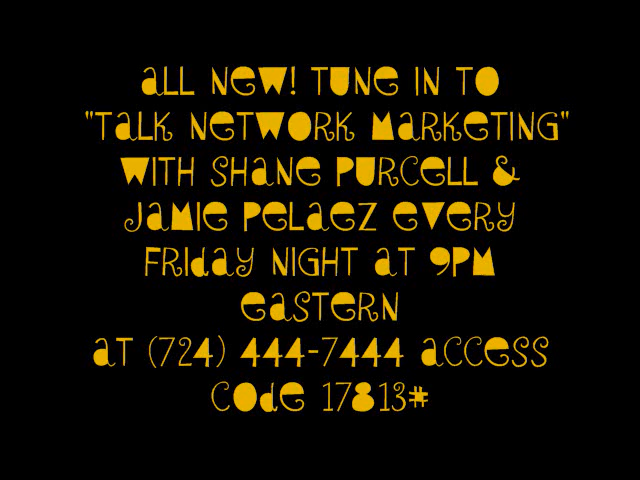 ALL NeW! TUNe IN TO
"TaLK NeTWORK MaRKeTING"
WITH SHaNe PURCeLL &
JaMIe PeLaeZ eVeRY
FRIdaY NIGHT aT 9PM
eaSTeRN
aT (724) 444-7444 aCCeSS
COde 17813#